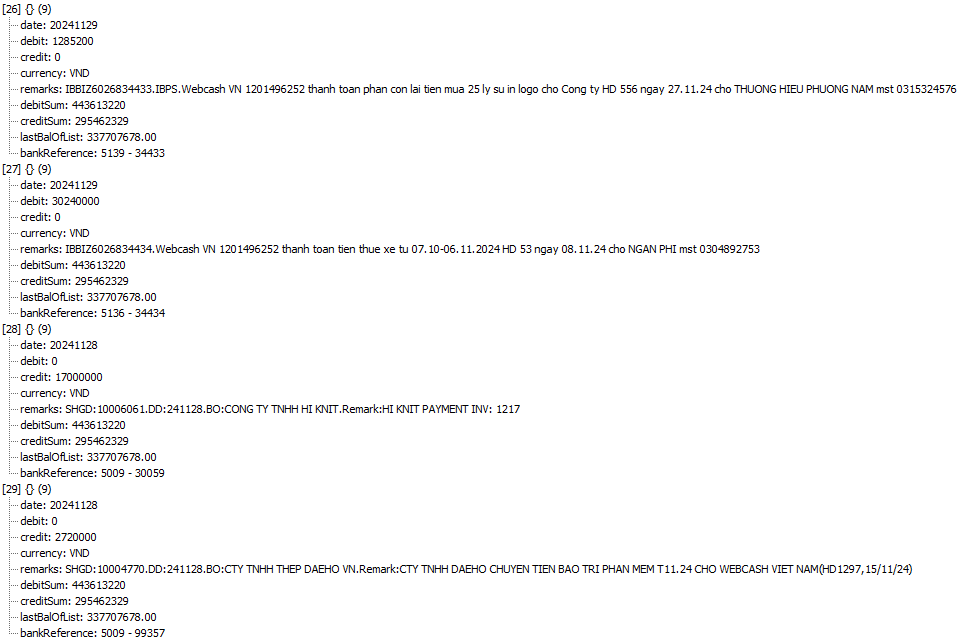 [26] {} (9)
date: 20241129
debit: 1285200
credit: 0
currency: VND
remarks: IBBIZ6026834433.IBPS.Webcash VN 1201496252 thanh toan phan con lai tien mua 25 ly su in logo cho Cong ty HD 556 ngay 27.11.24 cho THUONG HIEU PHUONG NAM mst 0315324576
debitSum: 443613220
creditSum: 295462329
lastBalOfList: 337707678.00
bankReference: 5139 - 34433
[27] {} (9)
date: 20241129
debit: 30240000
credit: 0
currency: VND
remarks: IBBIZ6026834434.Webcash VN 1201496252 thanh toan tien thue xe tu 07.10-06.11.2024 HD 53 ngay 08.11.24 cho NGAN PHI mst 0304892753
debitSum: 443613220
creditSum: 295462329
lastBalOfList: 337707678.00
bankReference: 5136 - 34434
[28] {} (9)
date: 20241128
debit: 0
credit: 17000000
currency: VND
remarks: SHGD:10006061.DD:241128.BO:CONG TY TNHH HI KNIT.Remark:HI KNIT PAYMENT INV: 1217
debitSum: 443613220
creditSum: 295462329
lastBalOfList: 337707678.00
bankReference: 5009 - 30059
[29] {} (9)
date: 20241128
debit: 0
credit: 2720000
currency: VND
remarks: SHGD:10004770.DD:241128.BO:CTY TNHH THEP DAEHO VN.Remark:CTY TNHH DAEHO CHUYEN TIEN BAO TRI PHAN MEM T11.24 CHO WEBCASH VIET NAM(HD1297,15/11/24)
debitSum: 443613220
creditSum: 295462329
lastBalOfList: 337707678.00
bankReference: 5009 - 99357